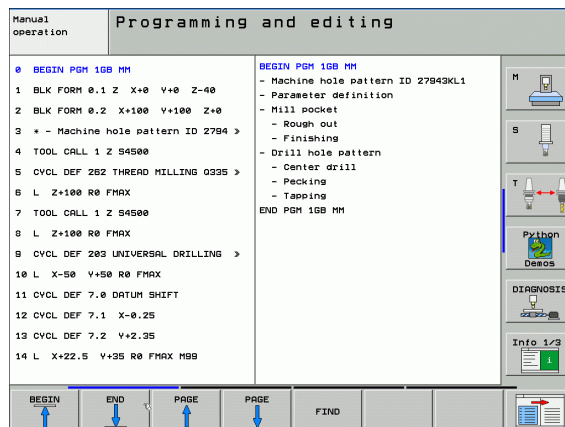 Manual
operation
Programming and editing
0 BEGIN PGM 1GB MM
1 BLK FORM 0.1 Z X+0 Y+0 Z-40
2 BLK FORM 0.2 X+100 Y+100 Z+0
3 * - Machine hole pattern ID 2794 »
4 TOOL CALL 1 Z S4500
5 CYCL DEF 262 THREAD MILLING Q335 »
6 L Z+100 R0 FMAX
7 TOOL CALL 1 Z S4500
8 L Z+100 R0 FMAX
9 CYCL DEF 203 UNIVERSAL DRILLING »
10 L X-50 Y+50 R0 FMAX
11 CYCL DEF 7.0 DATUM SHIFT
12 CYCL DEF 7.1 X-0.25
13 CYCL DEF 7.2 Y+2.35
14 L X+22.5 Y+35 R0 FMAX M99
BEGIN PGM 1GB MM
- Machine hole pattern ID 27943KL1
- Parameter definition
- Mill pocket
- Rough out
- Finishing
- Drill hole pattern
- Center drill
- Pecking
- Tapping
END PGM 1GB MM
M
S
T
Python
Demos
DIAGNOSIS
Info 1/3
i
BEGIN
END
PAGE
PAGE
FIND